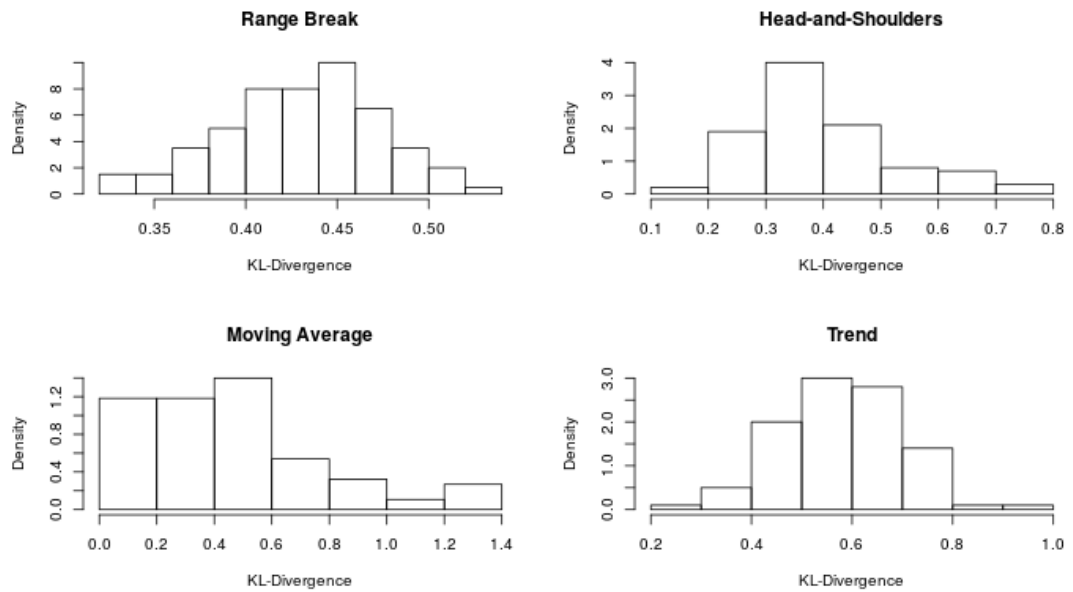 Range Break
Density
0 2 4 6 8
0.35 0.40 0.45 0.50
KL-Divergence
Head-and-Shoulders
Density
0 1 2 3 4
0.1 0.2 0.3 0.4 0.5 0.6 0.7 0.8
KL-Divergence
Moving Average
Density
0.0 0.4 0.8 1.2
0.0 0.2 0.4 0.6 0.8 1.0 1.2 1.4
KL-Divergence
Trend
Density
0.0 1.0 2.0 3.0
0.2 0.4 0.6 0.8 1.0
KL-Divergence